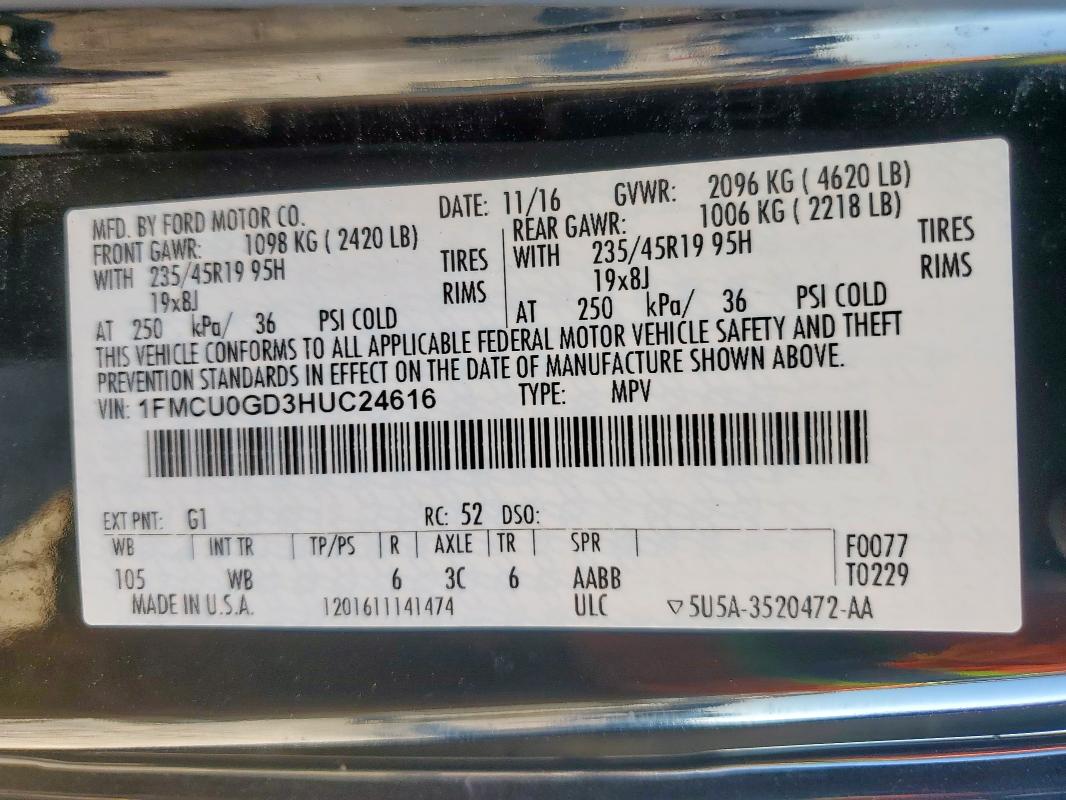 MFD. BY FORD MOTOR CO. DATE: 11/16 GVWR: 2096 KG ( 4620 LB)
FRONT GAWR: 1098 KG ( 2420 LB) REAR GAWR: 1006 KG ( 2218 LB)
WITH 235/45R19 95H TIRES WITH 235/45R19 95H TIRES
19x8J RIMS 19x8J RIMS
AT 250 kPa/ 36 PSI COLD AT 250 kPa/ 36 PSI COLD
THIS VEHICLE CONFORMS TO ALL APPLICABLE FEDERAL MOTOR VEHICLE SAFETY AND THEFT
PREVENTION STANDARDS IN EFFECT ON THE DATE OF MANUFACTURE SHOWN ABOVE.
VIN: 1FMCU0GD3HUC24616 TYPE: MPV
EXT PNT: G1 RC: 52 DSO:
WB INT TR TP/PS R AXLE TR SPR F0077
105 WB 6 3C 6 AABB T0229
MADE IN U.S.A. 1201611141474 ULC 5U5A-3520472-AA